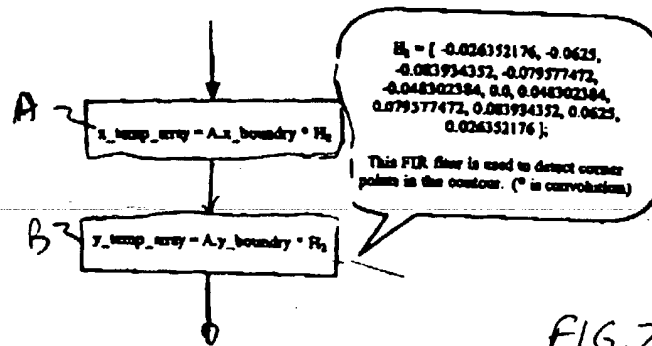 H₂ = [ -0.026352176, -0.0625,
-0.083934352, -0.079577472,
-0.048302384, 0.0, 0.048302384,
0.079577472, 0.083934352, 0.0625,
0.026352176 ];
This FIR filter is used to detect corner
points in the contour. (* is convolution)
A
x_temp_array = A.x_boundry * H₂
B
y_temp_array = A.y_boundry * H₂
FIG.